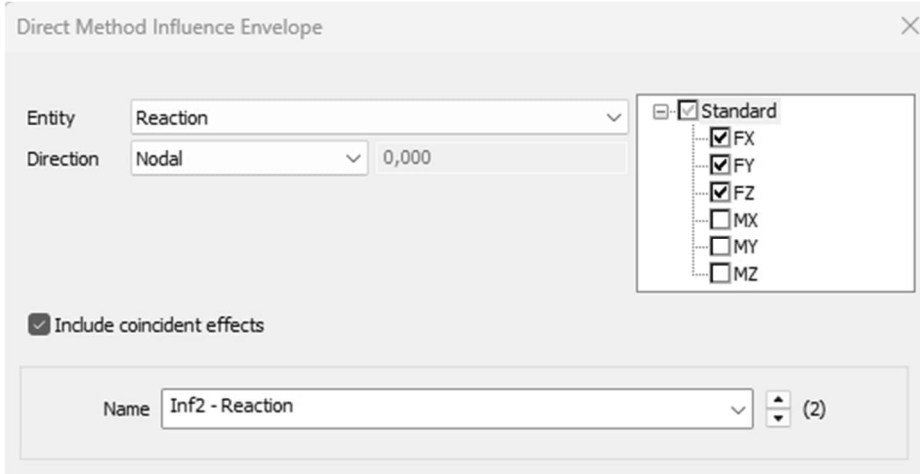 Direct Method Influence Envelope
Entity Reaction
Direction Nodal 0,000
Standard
FX
FY
FZ
MX
MY
MZ
Include coincident effects
Name Inf2 - Reaction (2)